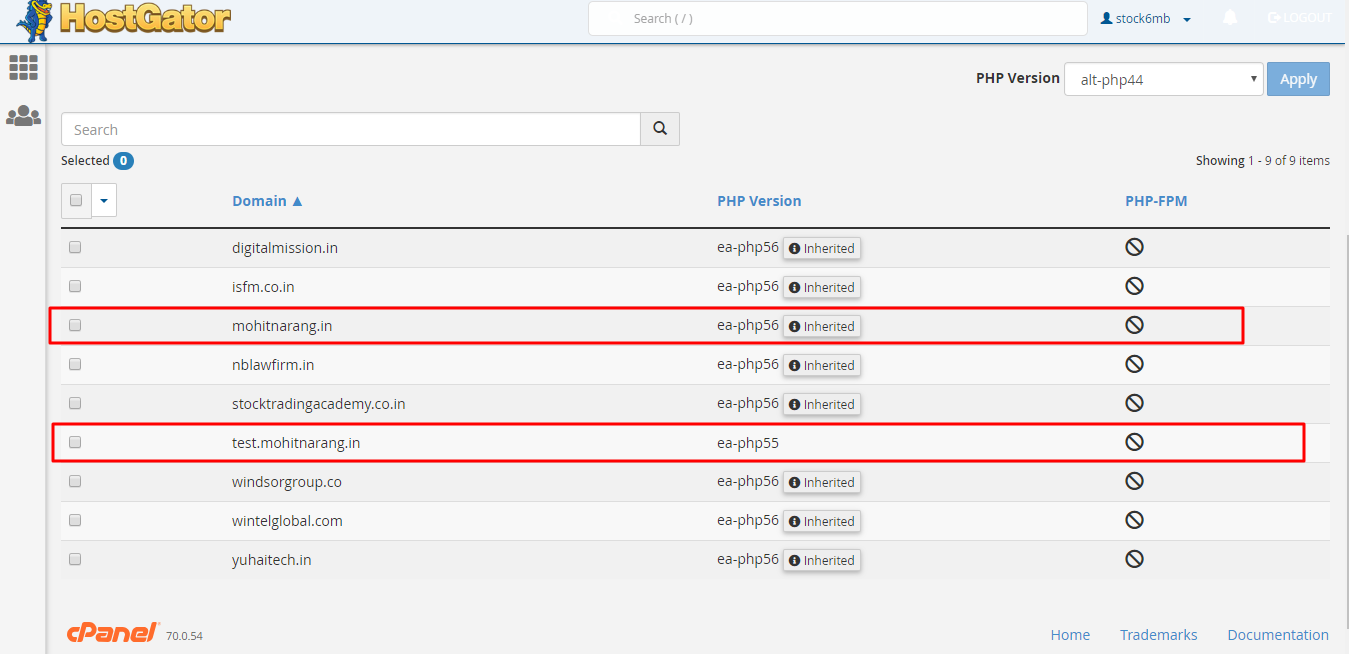 HostGator
Search ( / )
stock6mb
LOGOUT
PHP Version alt-php44 Apply
Search
Selected 0
Showing 1 - 9 of 9 items
Domain ▲ PHP Version PHP-FPM
digitalmission.in ea-php56 Inherited
isfm.co.in ea-php56 Inherited
mohitnarang.in ea-php56 Inherited
nblawfirm.in ea-php56 Inherited
stocktradingacademy.co.in ea-php56 Inherited
test.mohitnarang.in ea-php55
windsorgroup.co ea-php56 Inherited
wintelglobal.com ea-php56 Inherited
yuhaitech.in ea-php56 Inherited
cPanel 70.0.54
Home Trademarks Documentation